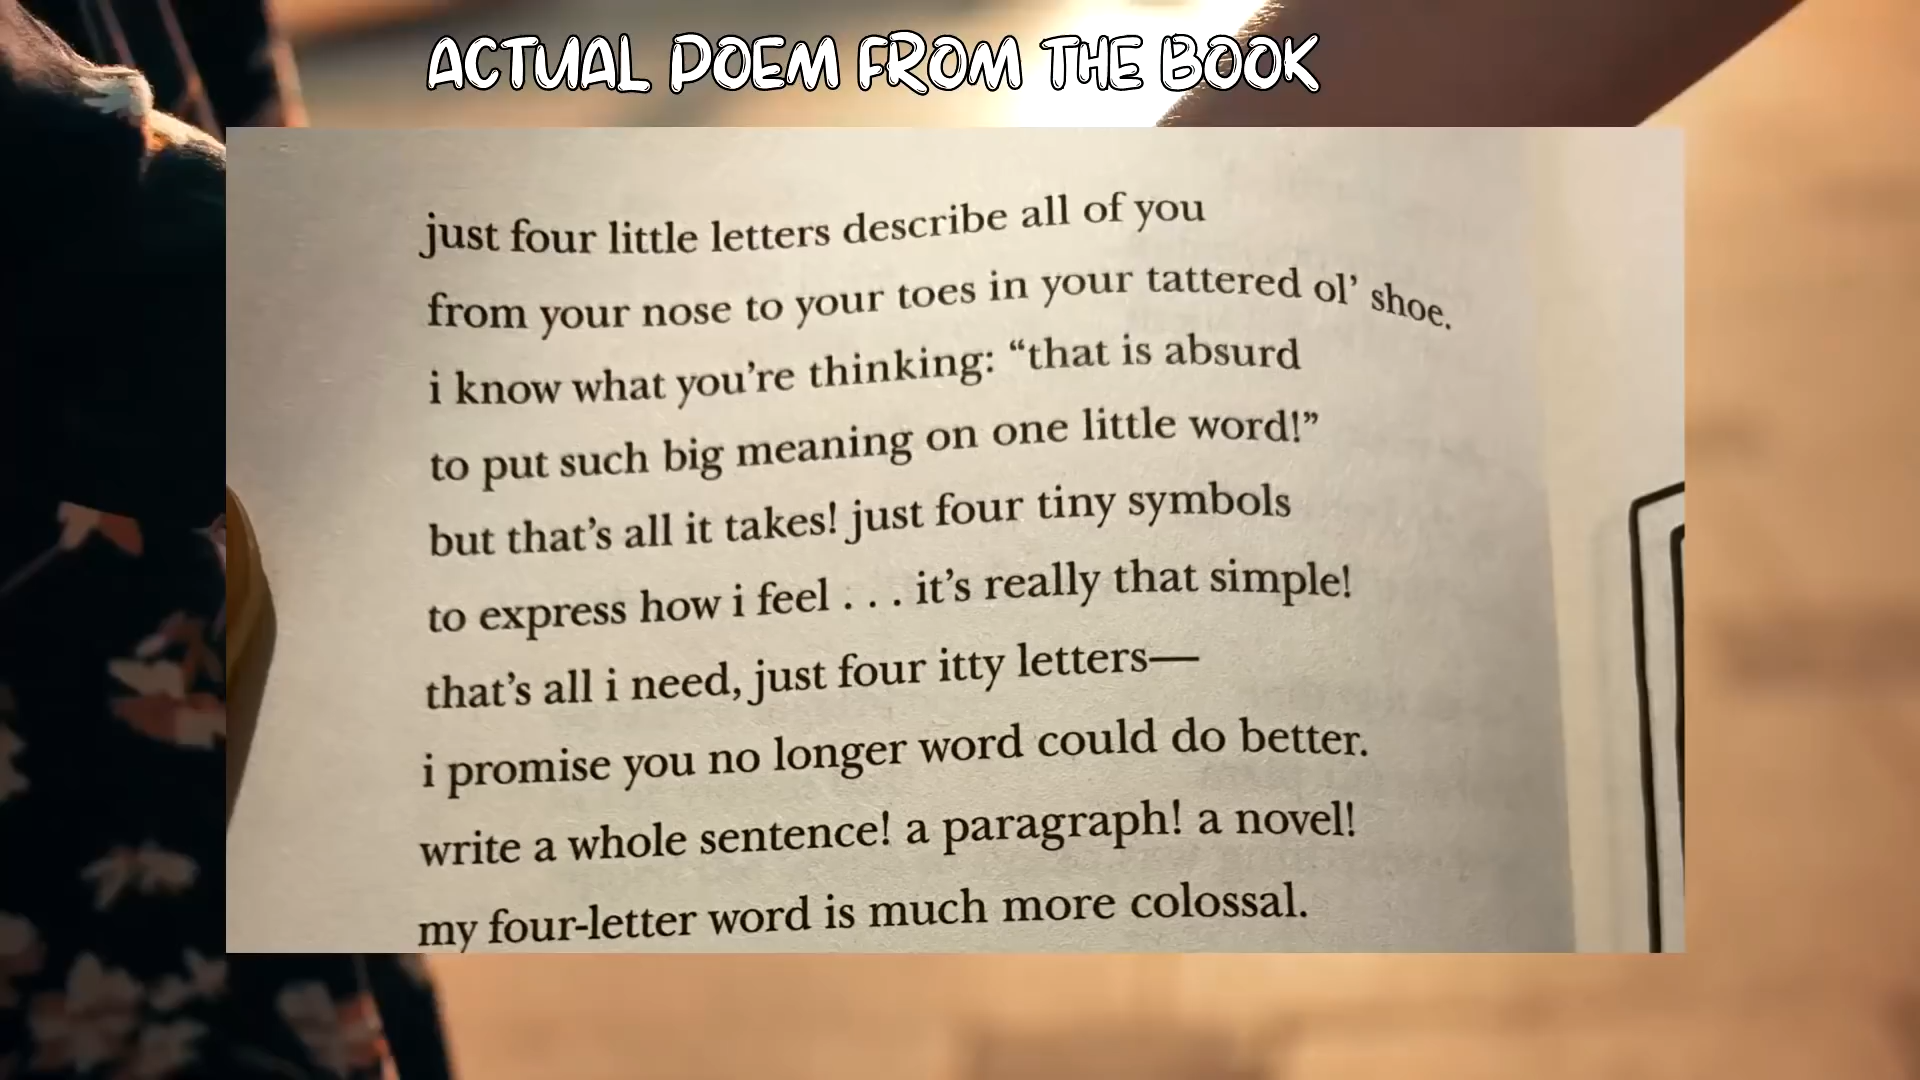 ACTUAL POEM FROM THE BOOK
just four little letters describe all of you
from your nose to your toes in your tattered ol’ shoe.
i know what you’re thinking: “that is absurd
to put such big meaning on one little word!”
but that’s all it takes! just four tiny symbols
to express how i feel . . . it’s really that simple!
that’s all i need, just four itty letters—
i promise you no longer word could do better.
write a whole sentence! a paragraph! a novel!
my four-letter word is much more colossal.